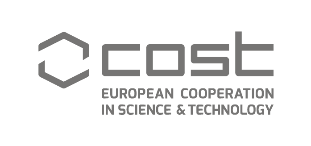 cost
EUROPEAN COOPERATION
IN SCIENCE & TECHNOLOGY